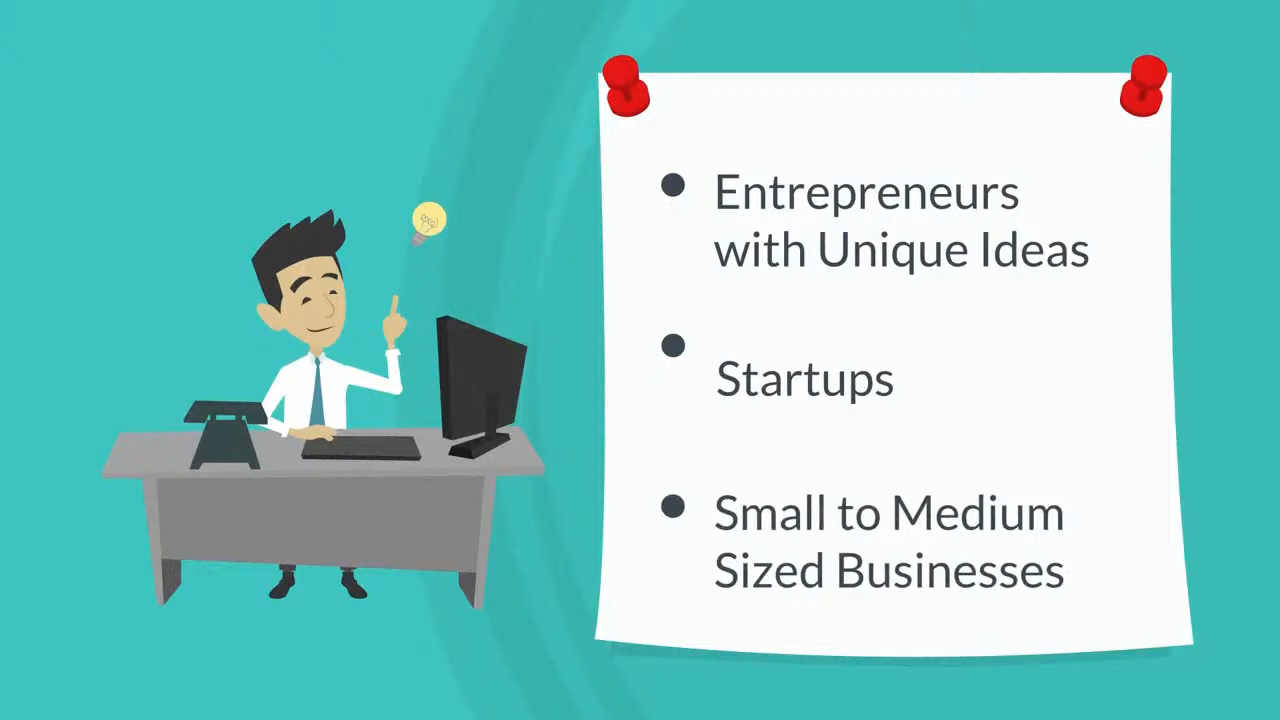 Entrepreneurs
with Unique Ideas
Startups
Small to Medium
Sized Businesses